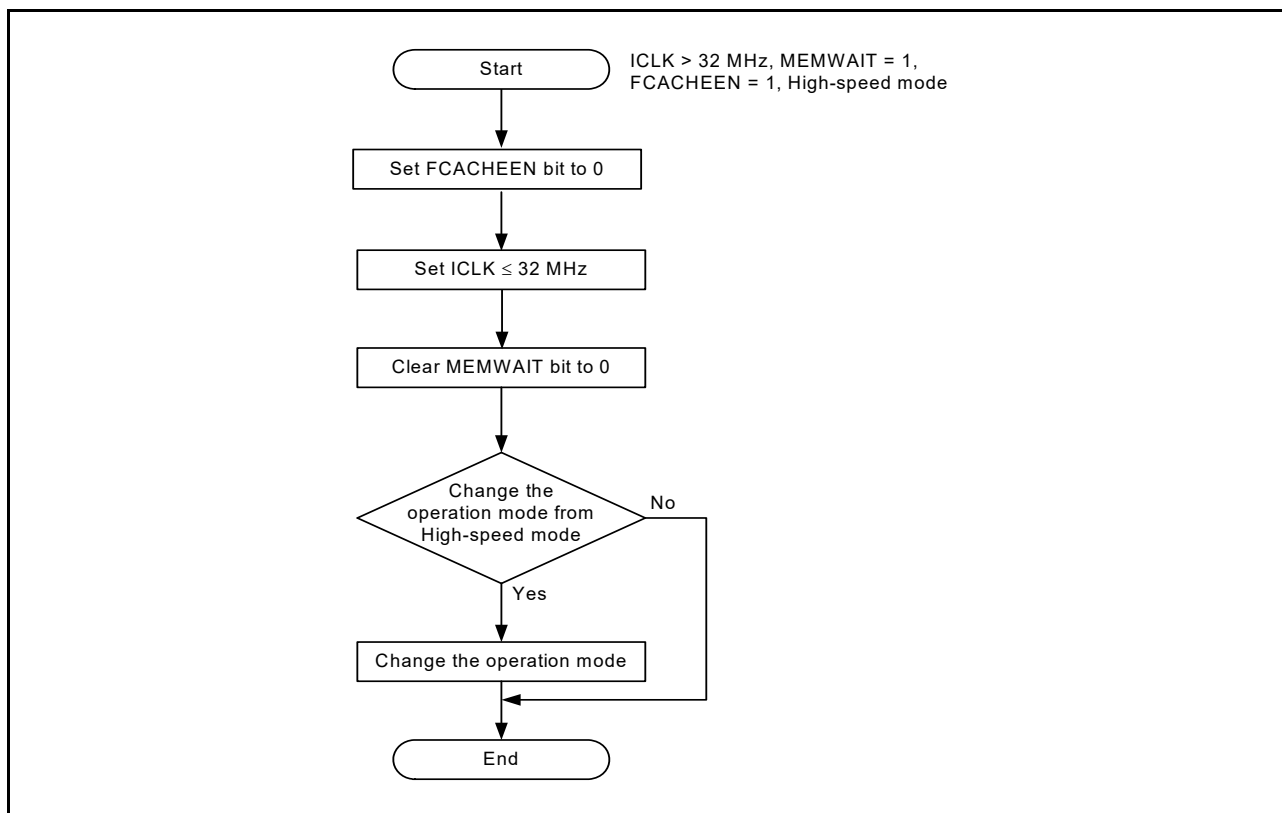 Start
ICLK > 32 MHz, MEMWAIT = 1,
FCACHEEN = 1, High-speed mode
Set FCACHEEN bit to 0
Set ICLK ≤ 32 MHz
Clear MEMWAIT bit to 0
Change the
operation mode from
High-speed mode
No
Yes
Change the operation mode
End